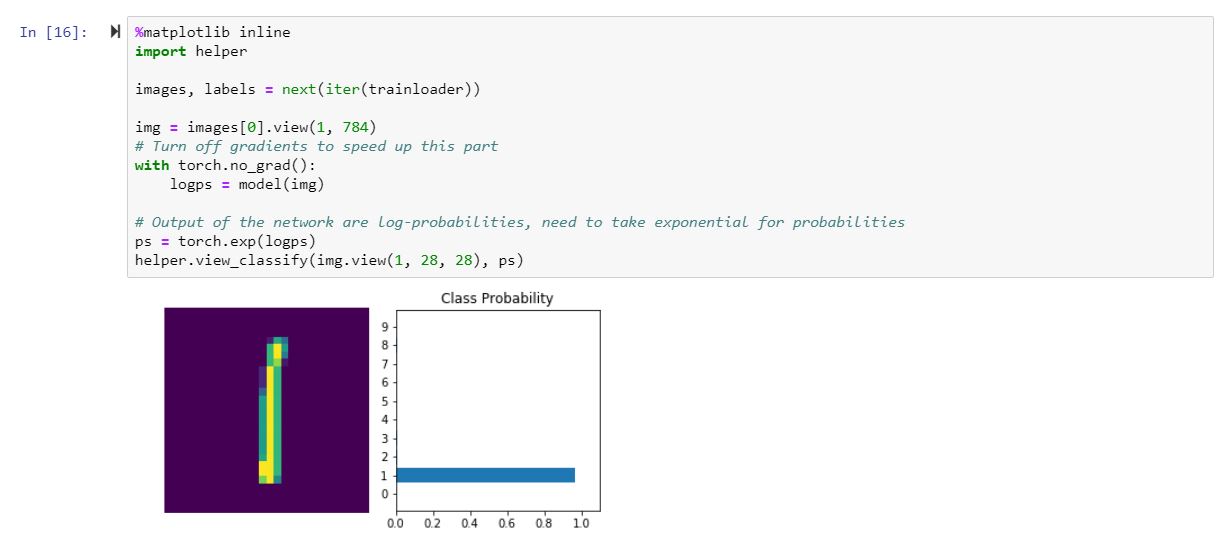 In [16]:
%matplotlib inline
import helper
images, labels = next(iter(trainloader))
img = images[0].view(1, 784)
# Turn off gradients to speed up this part
with torch.no_grad():
    logps = model(img)
# Output of the network are log-probabilities, need to take exponential for probabilities
ps = torch.exp(logps)
helper.view_classify(img.view(1, 28, 28), ps)
Class Probability
9
8
7
6
5
4
3
2
1
0
0.0 0.2 0.4 0.6 0.8 1.0